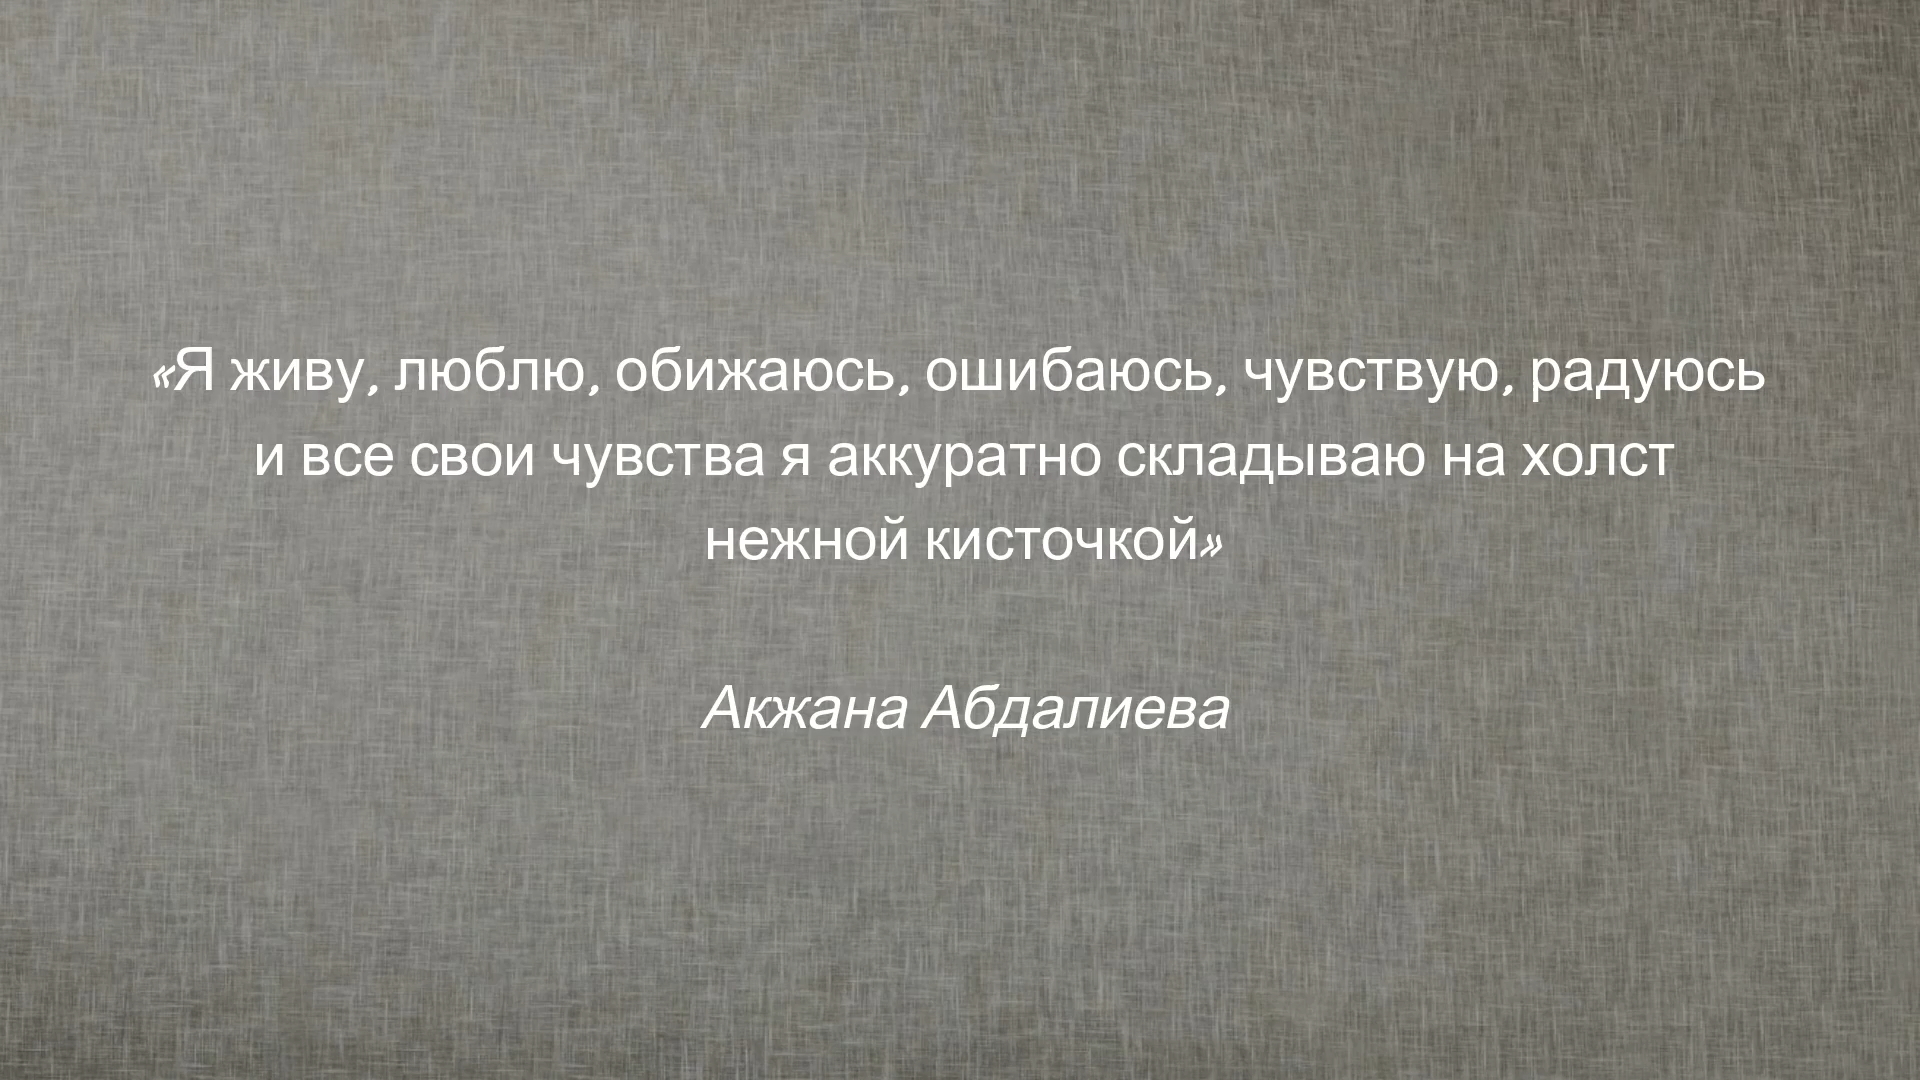 «Я живу, люблю, обижаюсь, ошибаюсь, чувствую, радуюсь
и все свои чувства я аккуратно складываю на холст
нежной кисточкой»
Акжана Абдалиева